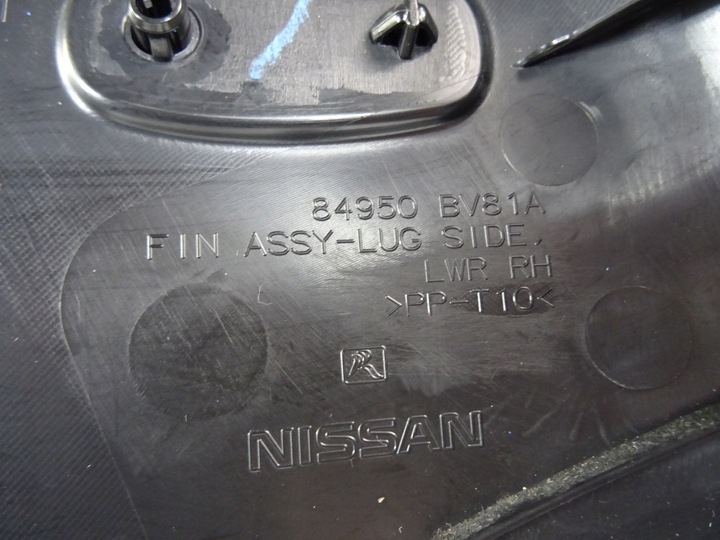 84950 BV81A
FIN ASSY-LUG SIDE,
LWR RH
>PP-T10<
NISSAN